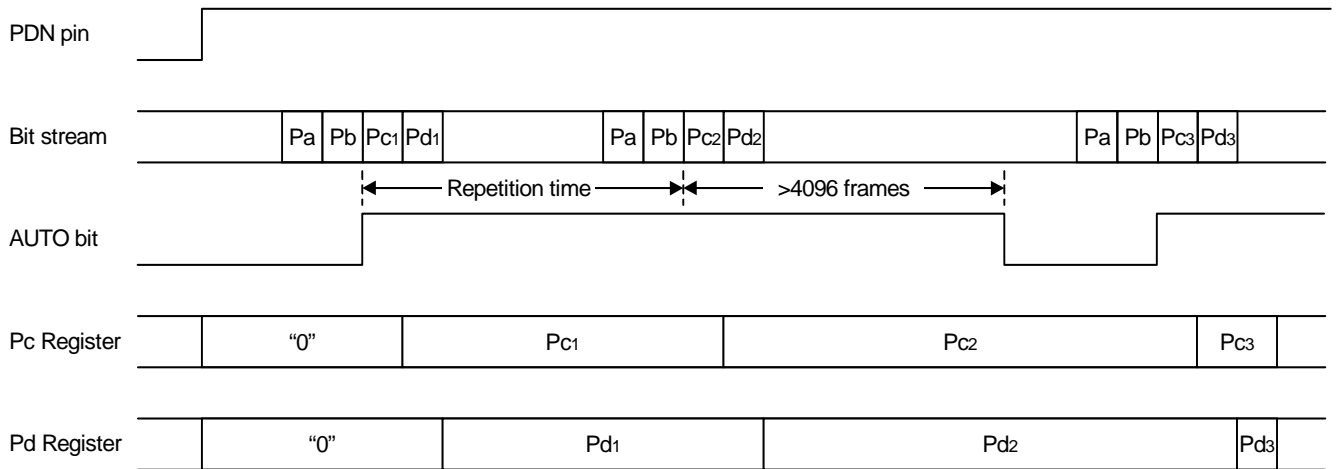 PDN pin
Bit stream Pa Pb Pc1 Pd1 Pa Pb Pc2 Pd2 Pa Pb Pc3 Pd3
Repetition time >4096 frames
AUTO bit
Pc Register “0” Pc1 Pc2 Pc3
Pd Register “0” Pd1 Pd2 Pd3